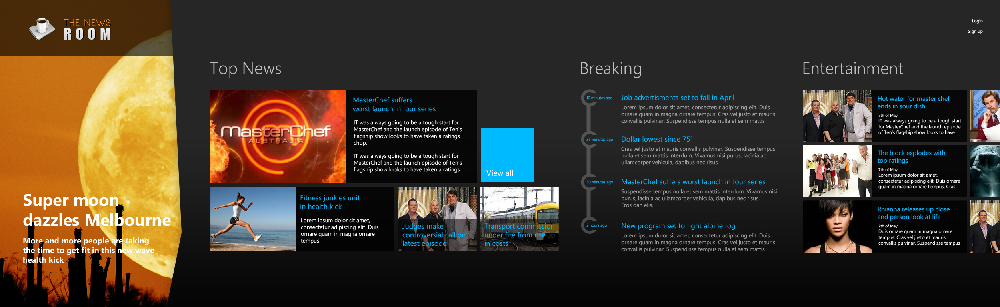 THE NEWS
ROOM
Login
Sign up
Super moon
dazzles Melbourne
More and more people are taking
the time to get fit in this new wave
health kick
Top News
MasterChef
AUSTRALIA
MasterChef suffers
worst launch in four series
IT was always going to be a tough start for
MasterChef and the launch episode of Ten's
flagship show looks to have taken a ratings
chop.
IT was always going to be a tough start for
MasterChef and the launch episode of Ten's
flagship show looks to have taken a ratings
View all
Fitness junkies unit
in health kick
Lorem ipsum dolor sit amet,
consectetur adipiscing elit. Duis
ornare quam in magna ornare
tempus.
Judges make
controversial call on
latest episode
Transport commission
under fire from rise
in costs
Breaking
10 minutes ago
Job advertisments set to fall in April
Lorem ipsum dolor sit amet, consectetur adipiscing elit. Duis
ornare quam in magna ornare tempus. Cras vel justo et mauris
convallis pulvinar. Suspendisse tempus nulla et sem mattis
35 minutes ago
Dollar lowest since 75'
Cras vel justo et mauris convallis pulvinar. Suspendisse tempus
nulla et sem mattis interdum. Vivamus nisi purus, lacinia ac
ullamcorper vehicula, dapibus nec risus.
50 minutes ago
MasterChef suffers worst launch in four series
Suspendisse tempus nulla et sem mattis interdum. Vivamus nisi
purus, lacinia ac ullamcorper vehicula, dapibus nec risus.
Eros dan elis.
2 hours ago
New program set to fight alpine fog
Lorem ipsum dolor sit amet, consectetur adipiscing elit. Duis
ornare quam in magna ornare tempus. Cras vel justo et mauris
convallis pulvinar. Suspendisse tempus nulla et sem mattis
Entertainment
Hot water for master chef
ends in sour dish.
7th of May
IT was always going to be a tough start
for MasterChef and the launch episode
of Ten's flagship show looks to have
The block explodes with
top ratings
7th of May
Lorem ipsum dolor sit amet,
consectetur adipiscing elit. Duis ornare
quam in magna ornare tempus. Cras
Rhianna releases up close
and person look at life
7th of May
Duis ornare quam in magna ornare
tempus. Cras vel justo et mauris
convallis pulvinar. Suspendisse tempus